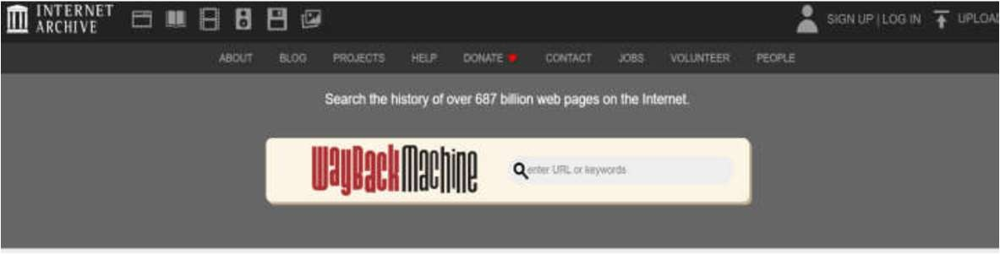 INTERNET
ARCHIVE
SIGN UP | LOG IN UPLOAD
ABOUT BLOG PROJECTS HELP DONATE CONTACT JOBS VOLUNTEER PEOPLE
Search the history of over 687 billion web pages on the Internet.
WayBackMachine enter URL or keywords